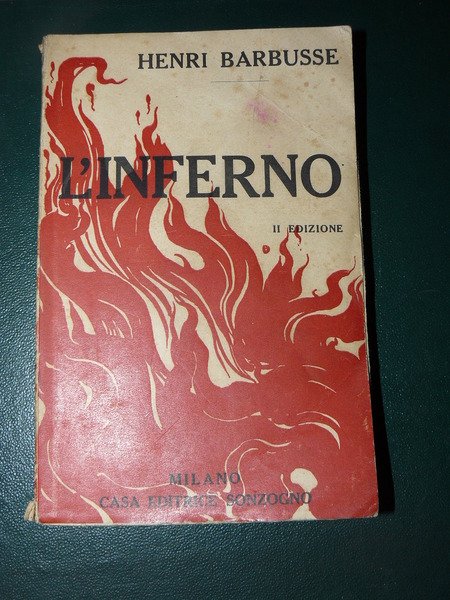 HENRI BARBUSSE
L'INFERNO
II EDIZIONE
MILANO
CASA EDITRICE SONZOGNO